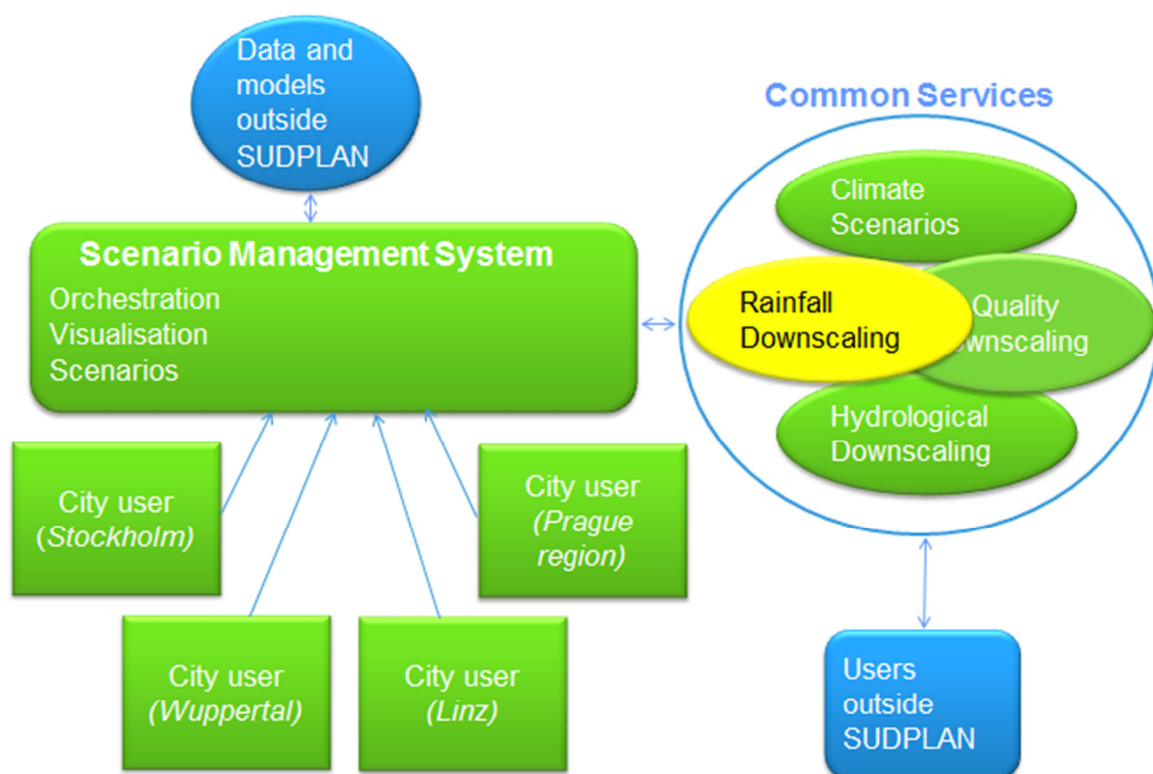 Data and
models
outside
SUDPLAN
Common Services
Climate
Scenarios
Rainfall
Downscaling
Quality
Hydrological
Downscaling
Scenario Management System
Orchestration
Visualisation
Scenarios
City user
(Stockholm)
City user
(Prague
region)
City user
(Wuppertal)
City user
(Linz)
Users
outside
SUDPLAN